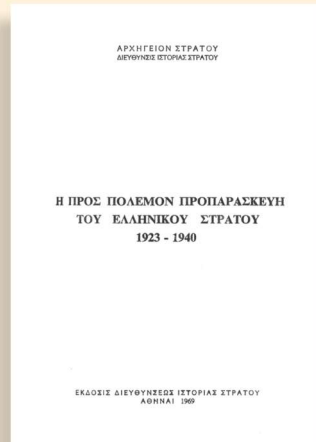 ΑΡΧΗΓΕΙΟΝ ΣΤΡΑΤΟΥ
ΔΙΕΥΘΥΝΣΙΣ ΙΣΤΟΡΙΑΣ ΣΤΡΑΤΟΥ
Η ΠΡΟΣ ΠΟΛΕΜΟΝ ΠΡΟΠΑΡΑΣΚΕΥΗ
ΤΟΥ ΕΛΛΗΝΙΚΟΥ ΣΤΡΑΤΟΥ
1923 - 1940
ΕΚΔΟΣΙΣ ΔΙΕΥΘΥΝΣΕΩΣ ΙΣΤΟΡΙΑΣ ΣΤΡΑΤΟΥ
ΑΘΗΝΑΙ 1969